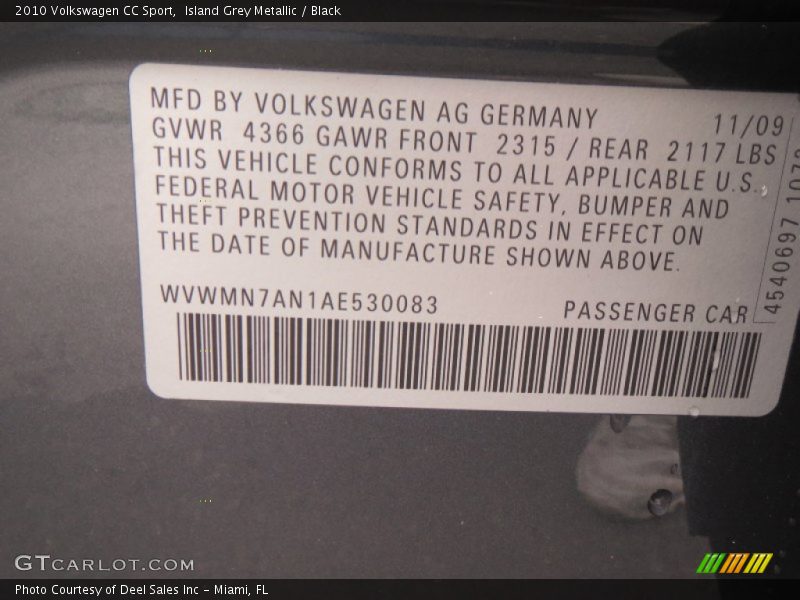 2010 Volkswagen CC Sport,  Island Grey Metallic / Black
MFD BY VOLKSWAGEN AG GERMANY 11/09
GVWR 4366 GAWR FRONT 2315 / REAR 2117 LBS
THIS VEHICLE CONFORMS TO ALL APPLICABLE U.S.
FEDERAL MOTOR VEHICLE SAFETY, BUMPER AND
THEFT PREVENTION STANDARDS IN EFFECT ON
THE DATE OF MANUFACTURE SHOWN ABOVE.
WVWMN7AN1AE530083 PASSENGER CAR
4540697
GTCARLOT.COM
Photo Courtesy of Deel Sales Inc - Miami, FL